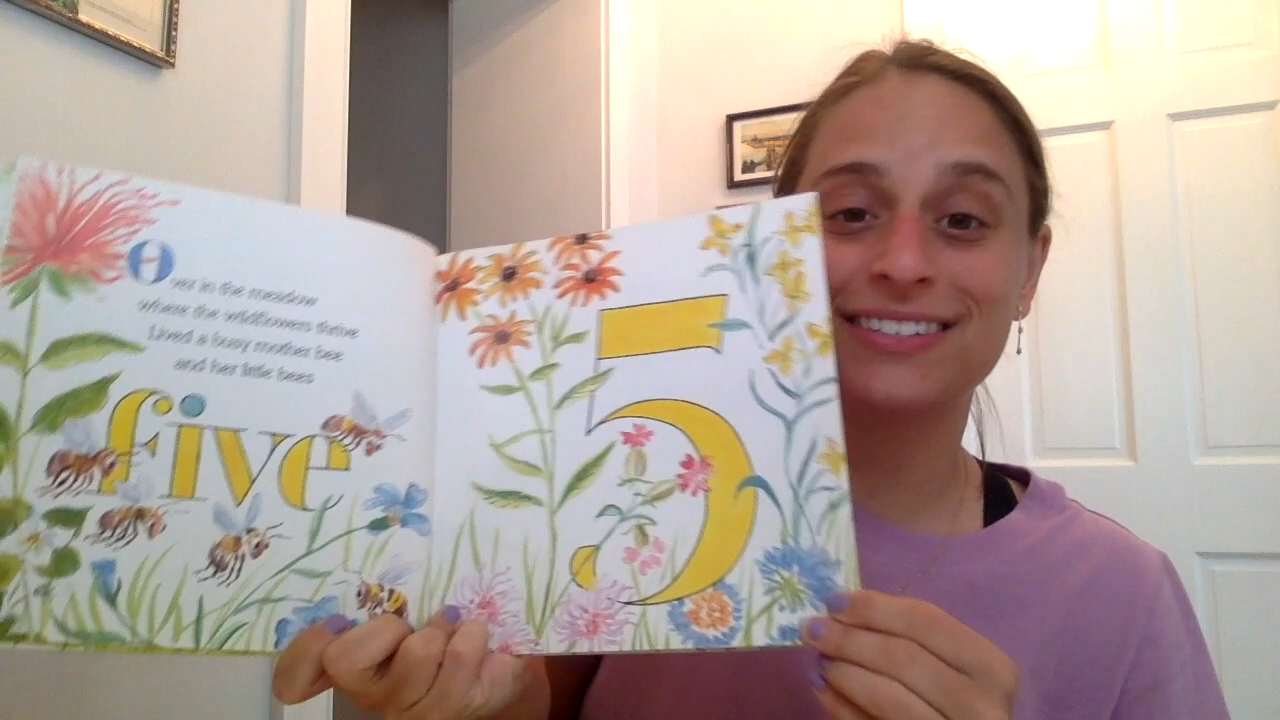 Over in the meadow
where the wildflowers thrive
Lived a busy mother bee
and her little bees
five
5